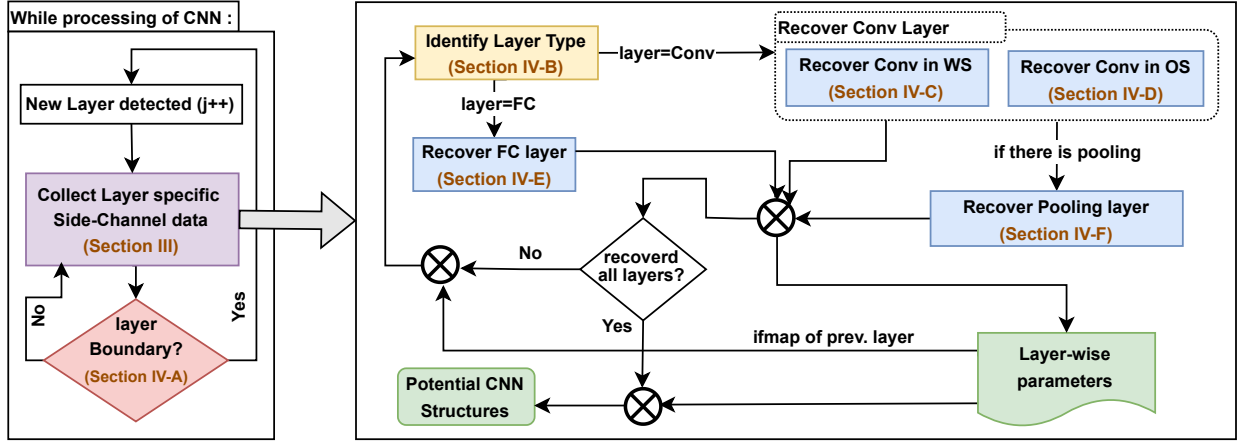 While processing of CNN :
New Layer detected (j++)
Collect Layer specific
Side-Channel data
(Section III)
No
Yes
layer
Boundary?
(Section IV-A)
Identify Layer Type
(Section IV-B)
layer=Conv
layer=FC
Recover Conv Layer
Recover Conv in WS
(Section IV-C)
Recover Conv in OS
(Section IV-D)
Recover FC layer
(Section IV-E)
if there is pooling
Recover Pooling layer
(Section IV-F)
recoverd
all layers?
No
Yes
ifmap of prev. layer
Layer-wise
parameters
Potential CNN
Structures